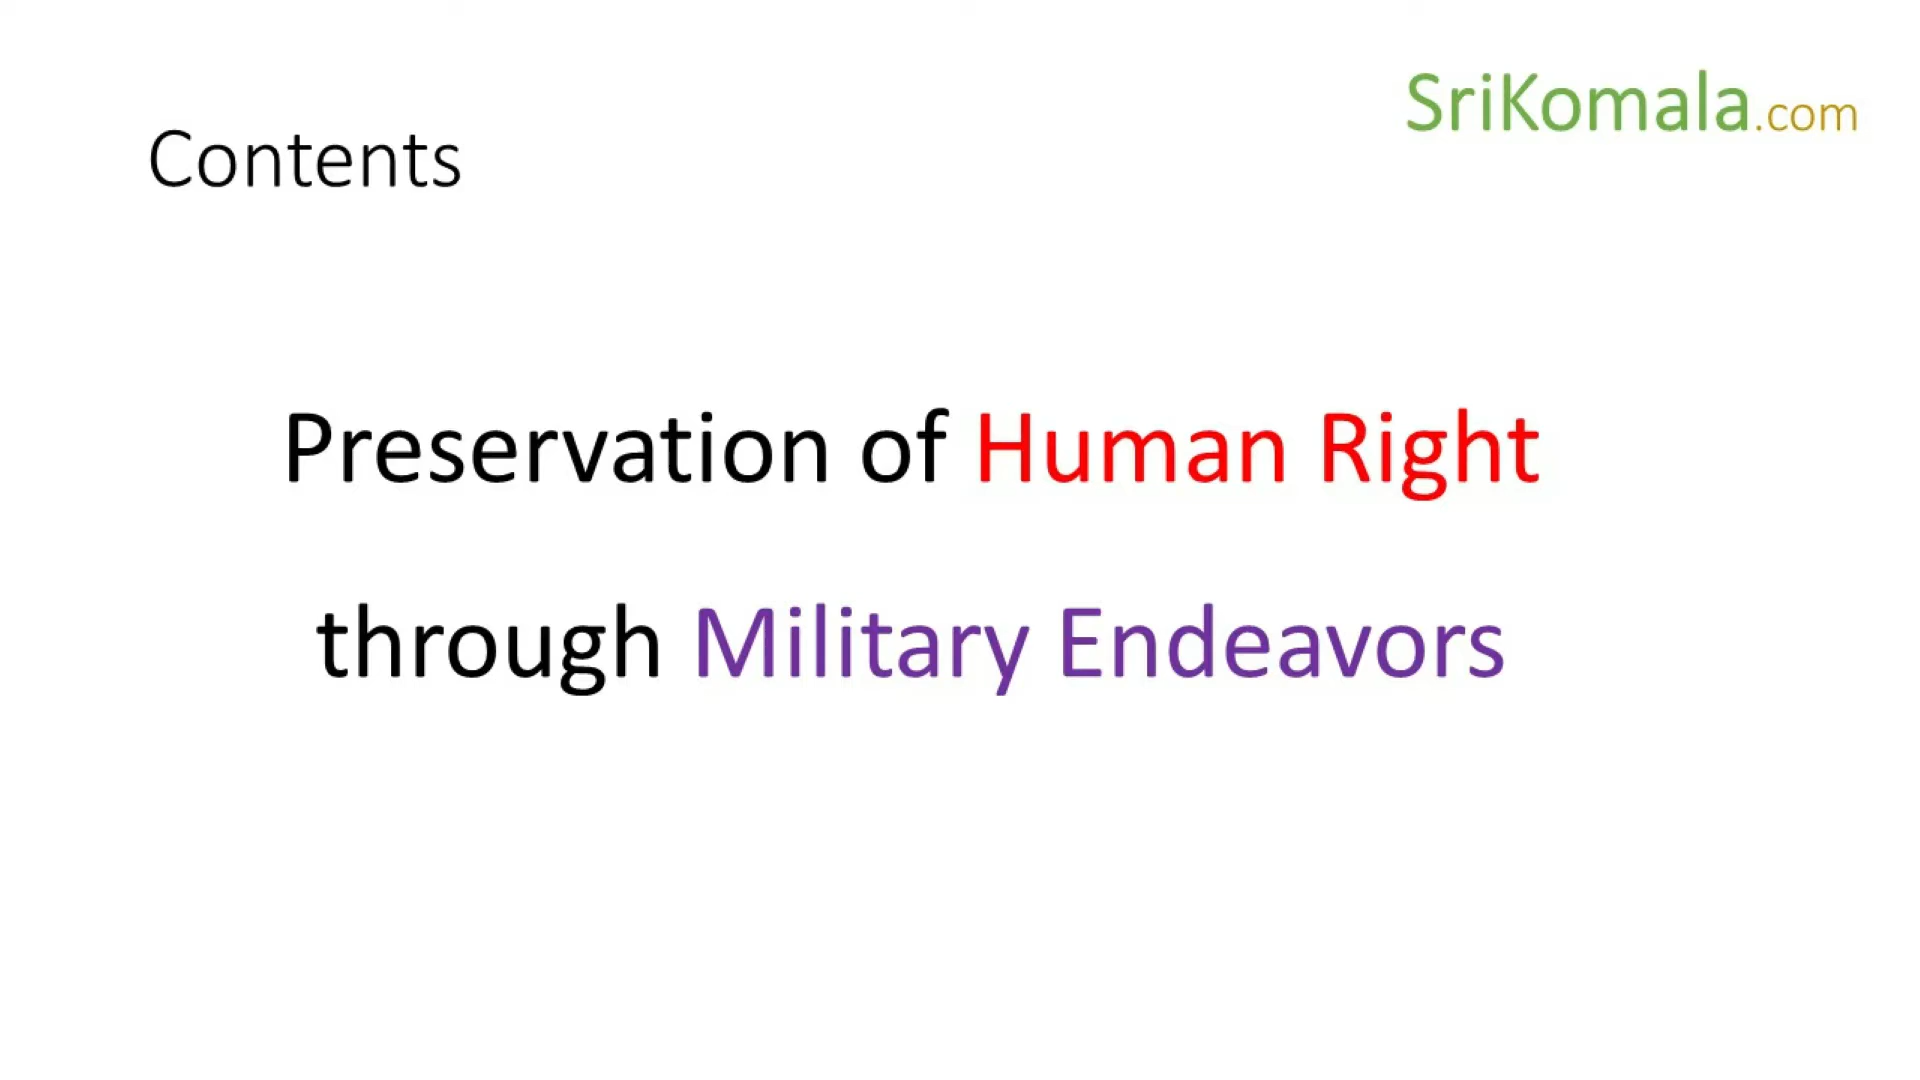 SriKomala.com
Contents
Preservation of Human Right
through Military Endeavors